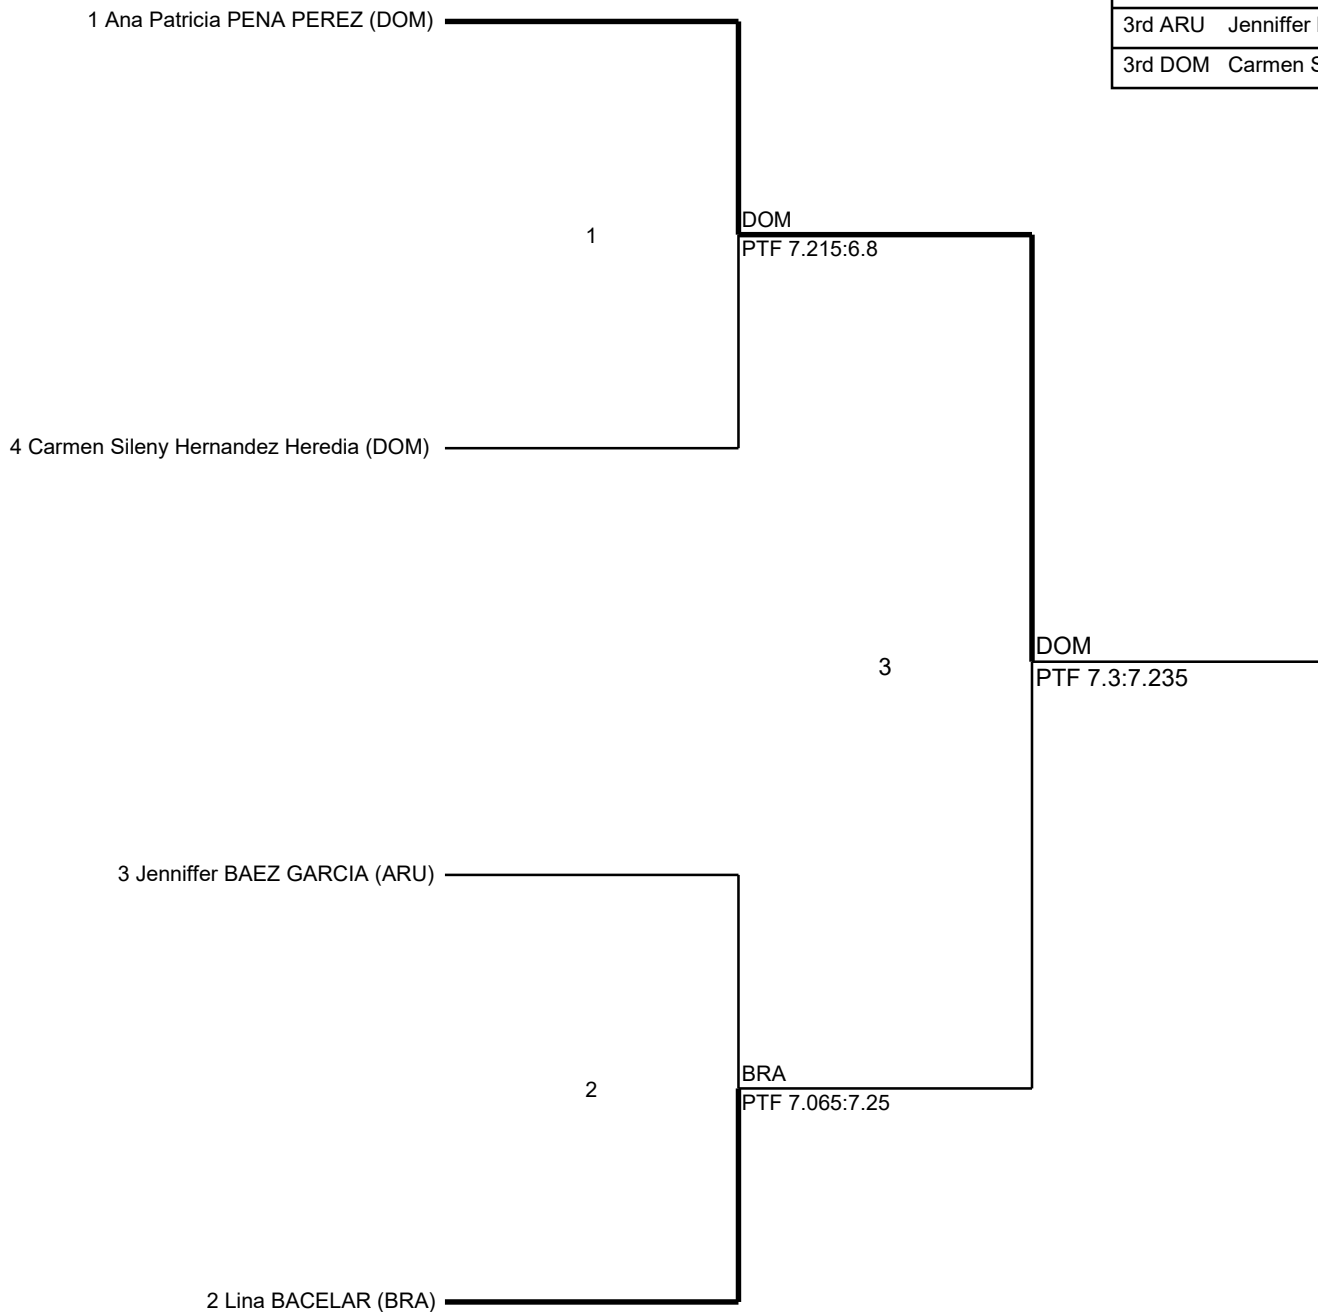 1 Ana Patricia PENA PEREZ (DOM)
3rd ARU Jenniffer
3rd DOM Carmen
DOM
1
PTF 7.215:6.8
4 Carmen Sileny Hernandez Heredia (DOM)
DOM
3
PTF 7.3:7.235
3 Jenniffer BAEZ GARCIA (ARU)
BRA
2
PTF 7.065:7.25
2 Lina BACELAR (BRA)